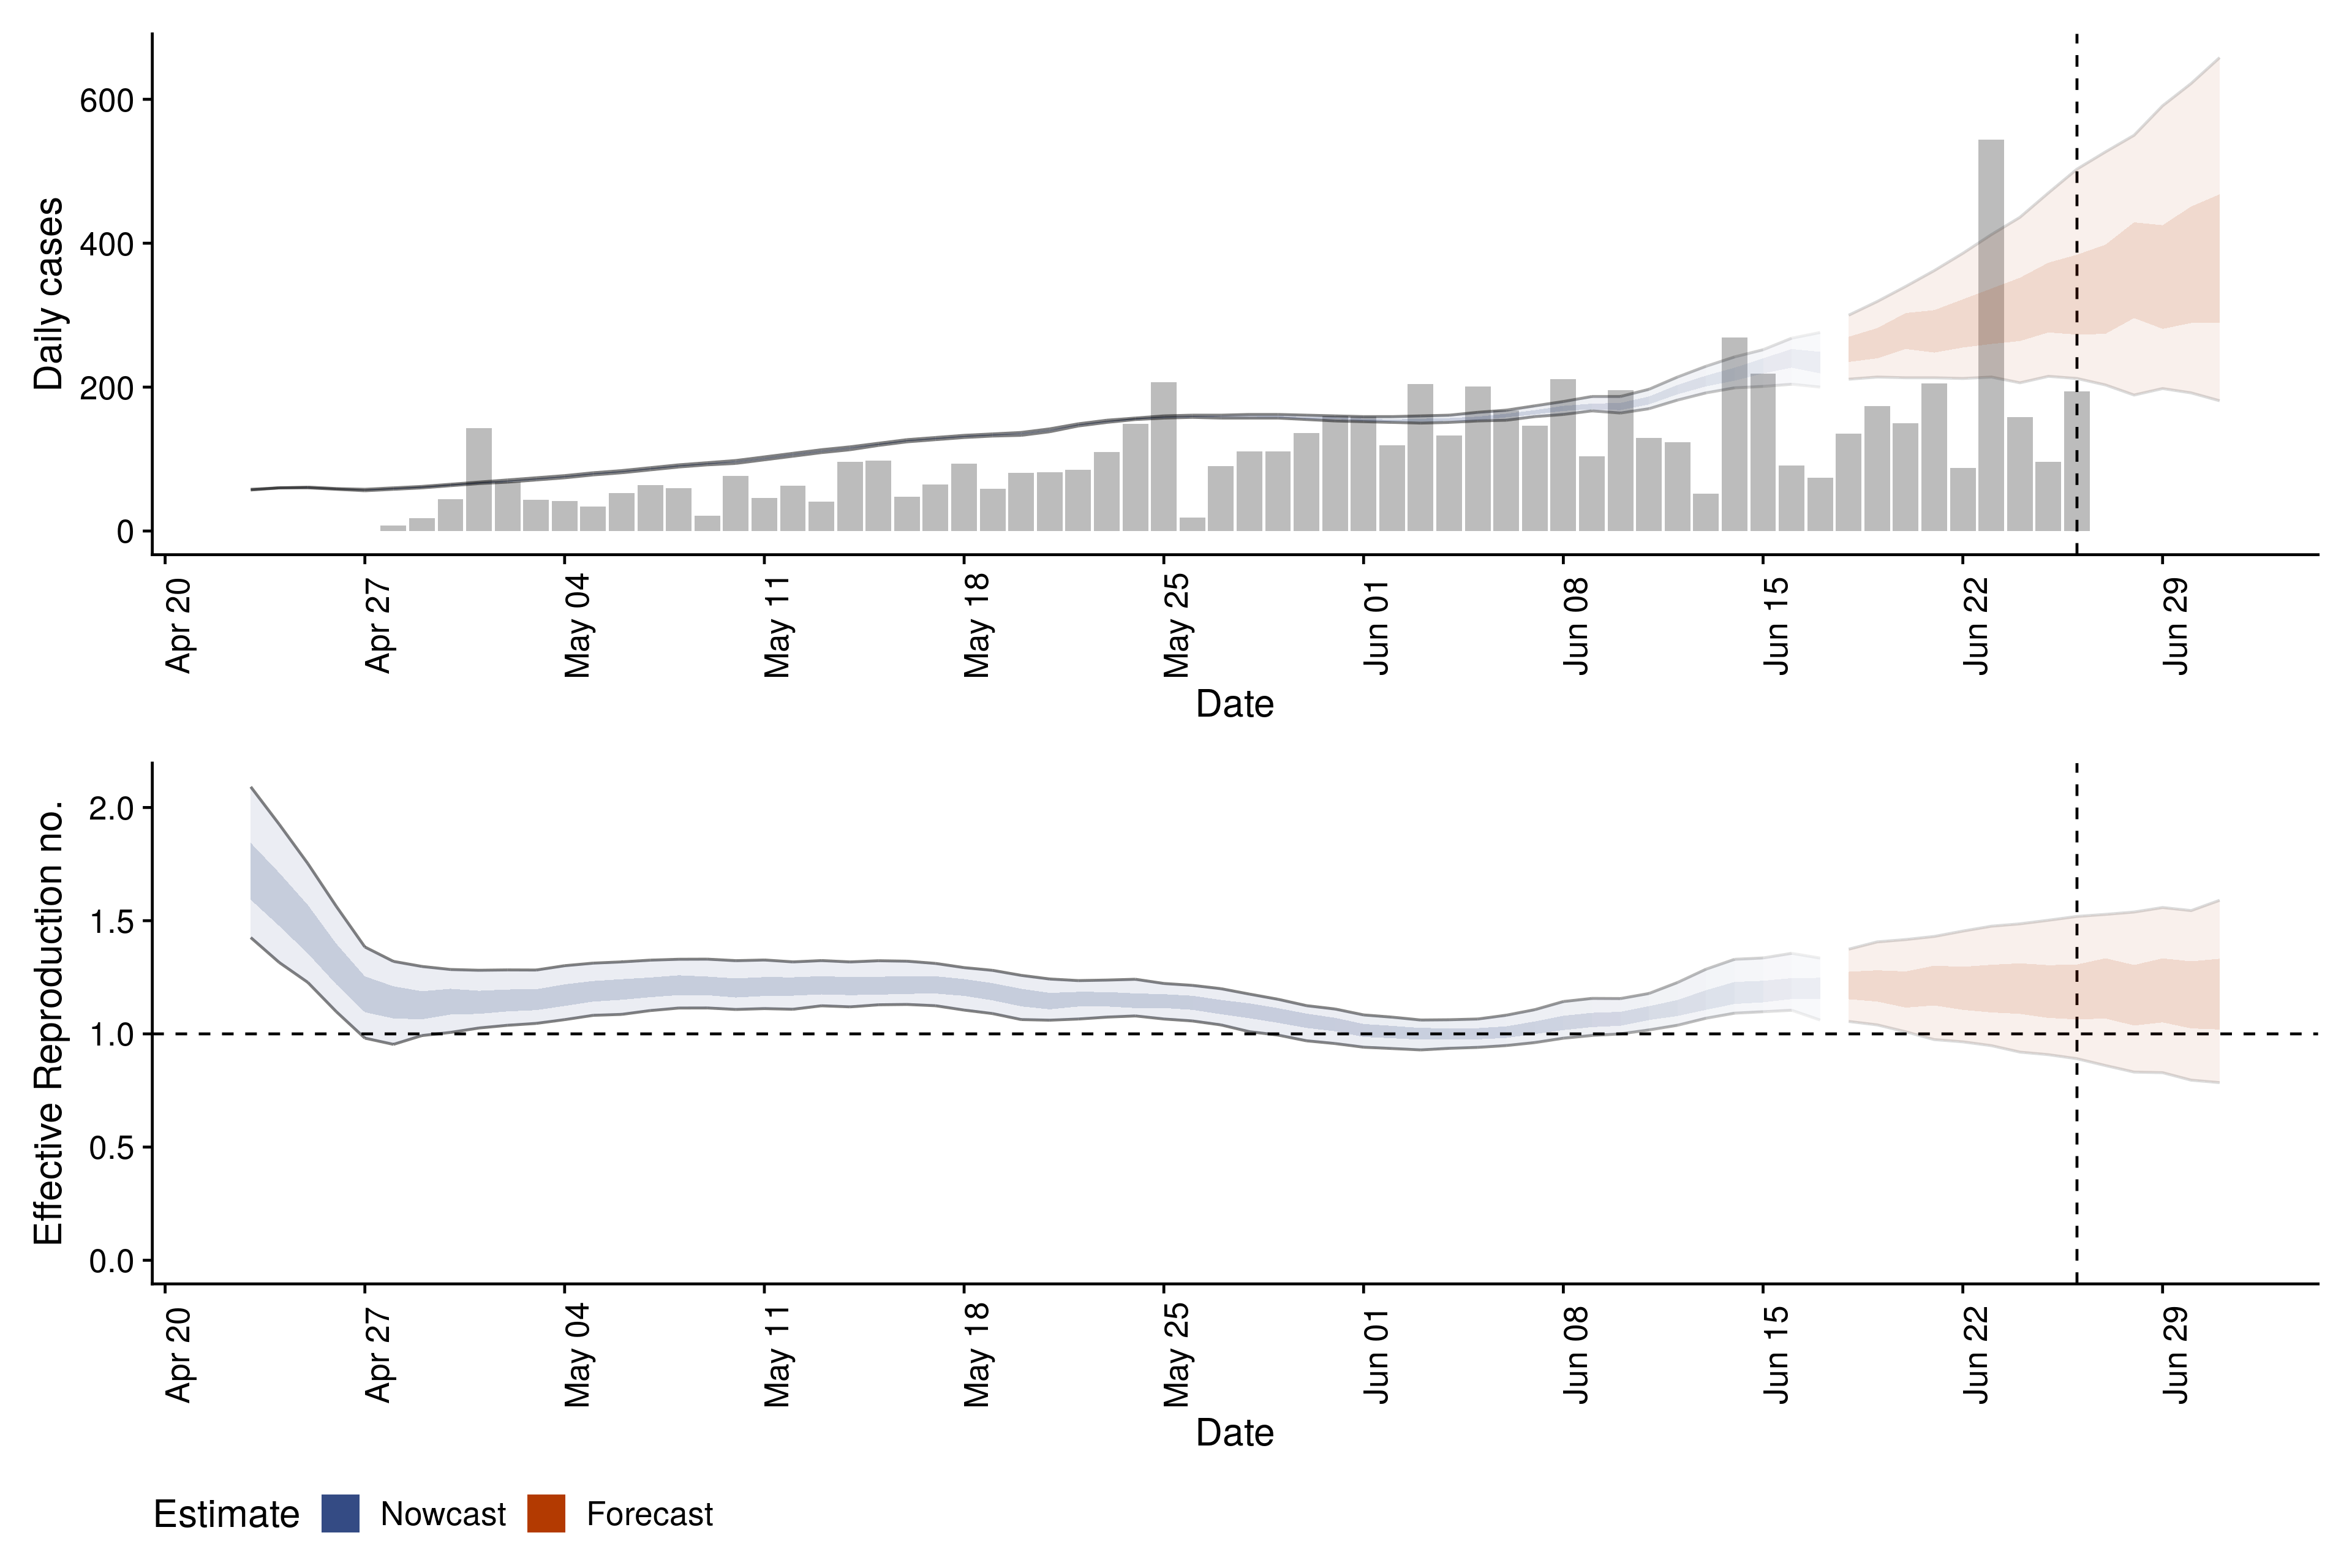 Daily cases
600
400
200
0
Apr 20
Apr 27
May 04
May 11
May 18
May 25
Jun 01
Jun 08
Jun 15
Jun 22
Jun 29
Date
Effective Reproduction no.
2.0
1.5
1.0
0.5
0.0
Apr 20
Apr 27
May 04
May 11
May 18
May 25
Jun 01
Jun 08
Jun 15
Jun 22
Jun 29
Date
Estimate Nowcast Forecast